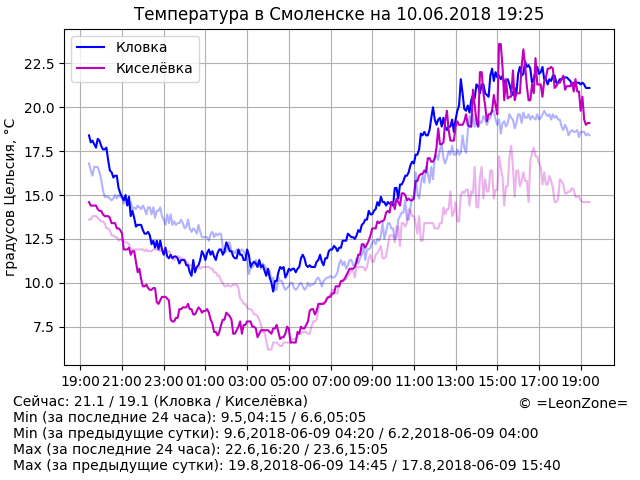 Температура в Смоленске на 10.06.2018 19:25
Кловка
Киселёвка
градусов Цельсия, °C
22.5
20.0
17.5
15.0
12.5
10.0
7.5
19:00 21:00 23:00 01:00 03:00 05:00 07:00 09:00 11:00 13:00 15:00 17:00 19:00
Сейчас: 21.1 / 19.1 (Кловка / Киселёвка)
© =LeonZone=
Min (за последние 24 часа): 9.5,04:15 / 6.6,05:05
Min (за предыдущие сутки): 9.6,2018-06-09 04:20 / 6.2,2018-06-09 04:00
Max (за последние 24 часа): 22.6,16:20 / 23.6,15:05
Max (за предыдущие сутки): 19.8,2018-06-09 14:45 / 17.8,2018-06-09 15:40